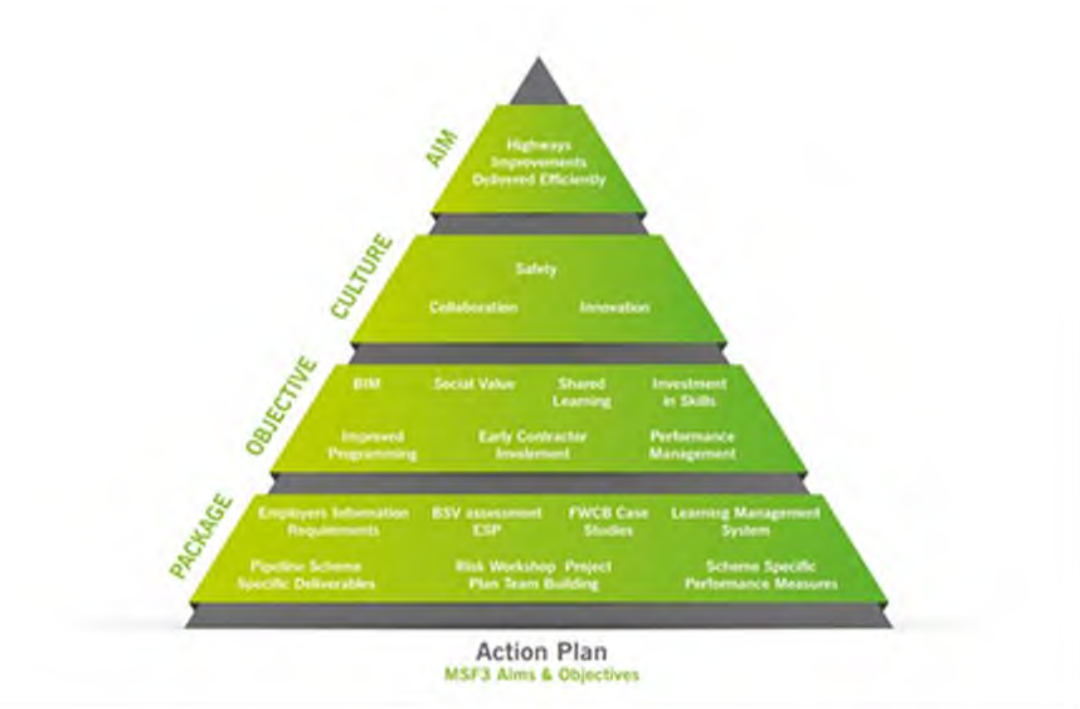 AIM
Highways
Improvements
Delivered Efficiently
CULTURE
Safety
Collaboration Innovation
OBJECTIVE
BIM Social Value Shared Learning Investment in Skills
Improved Programming Early Contractor Involement Performance Management
PACKAGE
Employers Information Requirements BSV assessment ESP FWCB Case Studies Learning Management System
Pipeline Scheme Specific Deliverables Risk Workshop Project Plan Team Building Scheme Specific Performance Measures
Action Plan
MSF3 Aims & Objectives